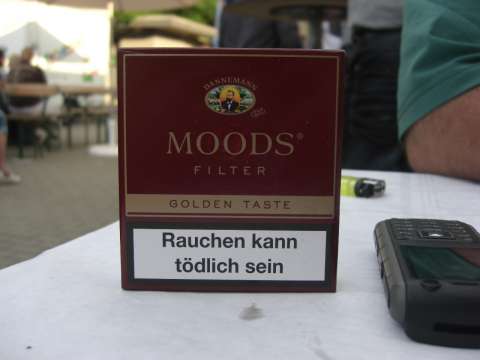 DANNEMANN
MOODS®
FILTER
GOLDEN TASTE
Rauchen kann
tödlich sein